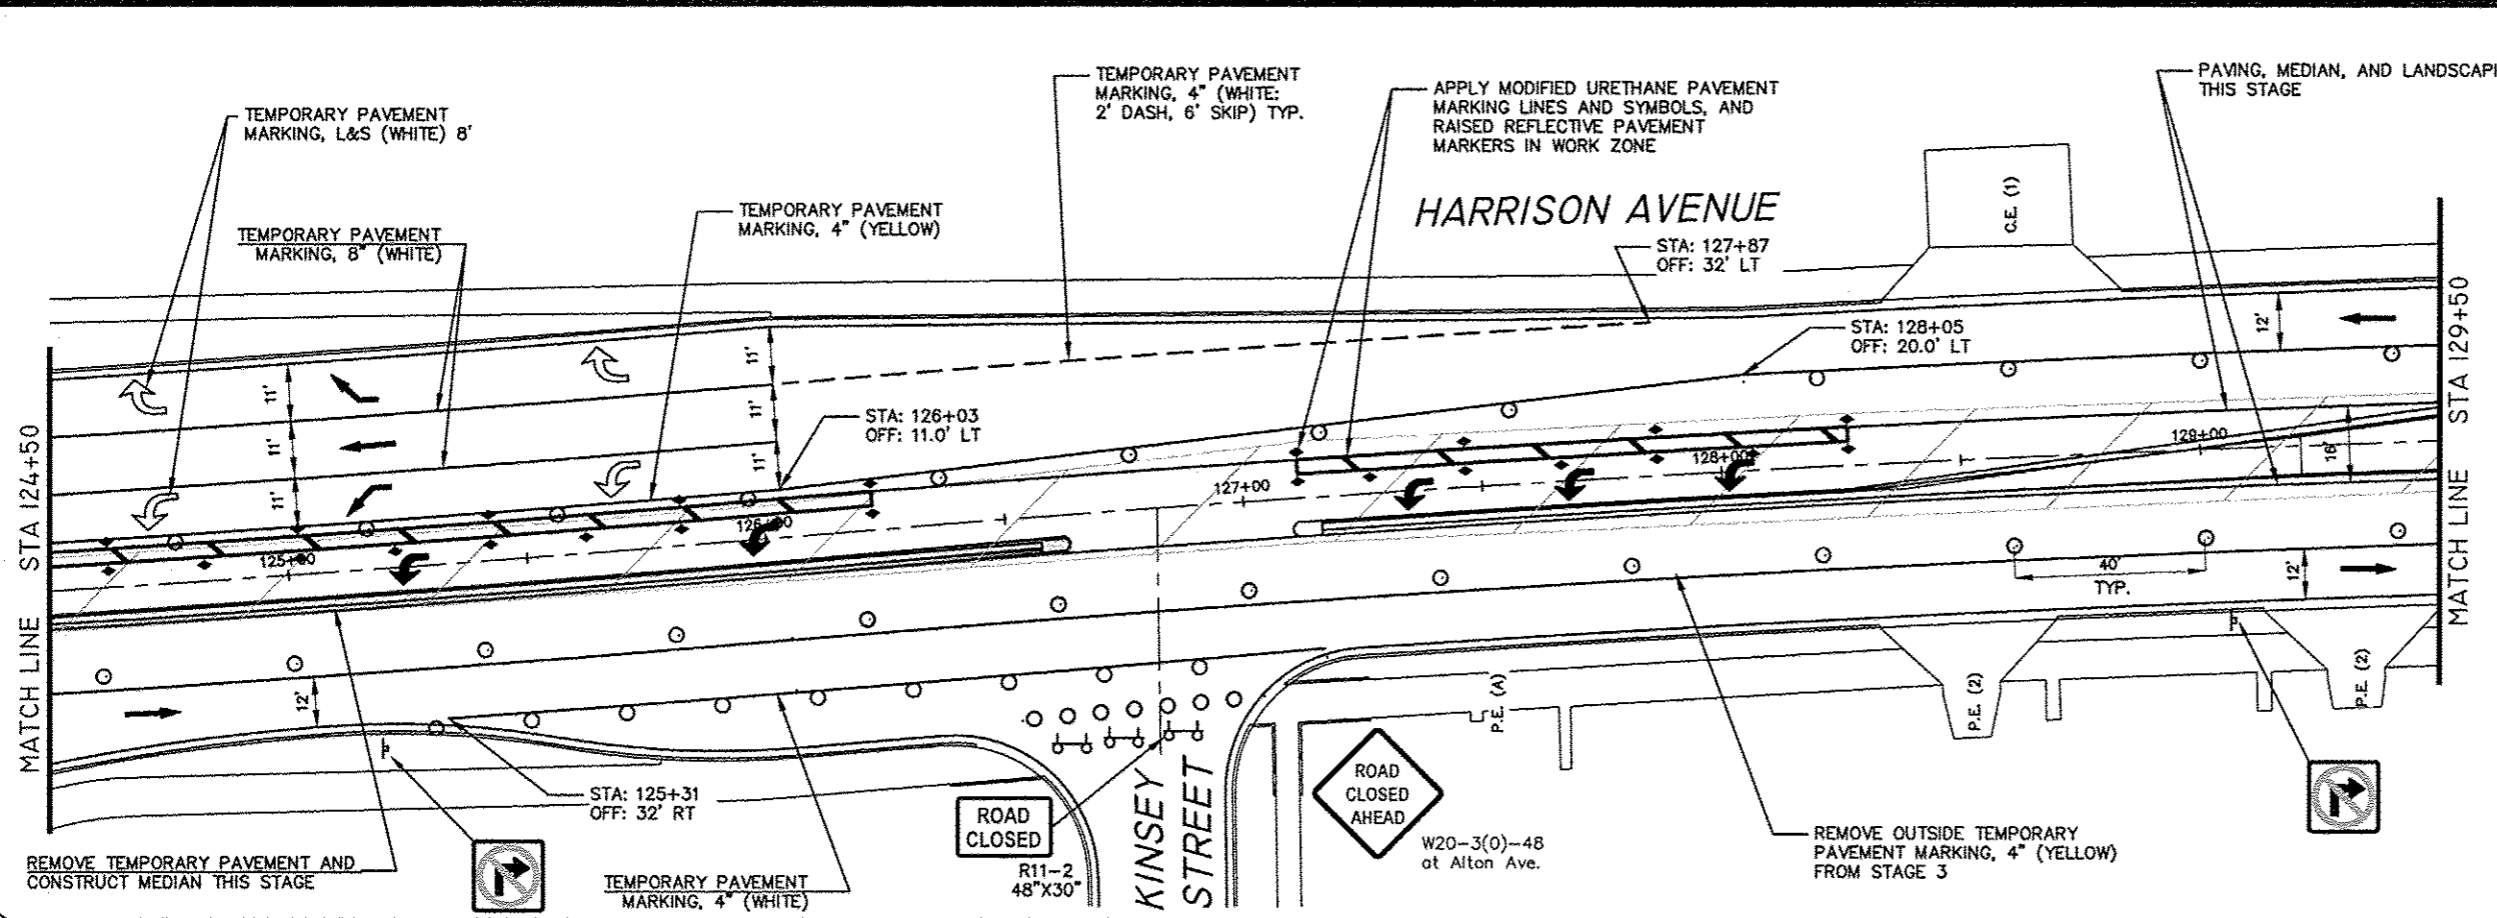 TEMPORARY PAVEMENT
MARKING, L&S (WHITE) 8'
TEMPORARY PAVEMENT
MARKING, 8" (WHITE)
TEMPORARY PAVEMENT
MARKING, 4" (YELLOW)
TEMPORARY PAVEMENT
MARKING, 4" (WHITE:
2' DASH, 6' SKIP) TYP.
APPLY MODIFIED URETHANE PAVEMENT
MARKING LINES AND SYMBOLS, AND
RAISED REFLECTIVE PAVEMENT
MARKERS IN WORK ZONE
PAVING, MEDIAN, AND LANDSCAPI
THIS STAGE
HARRISON AVENUE
STA: 127+87
OFF: 32' LT
C.E. (1)
STA: 128+05
OFF: 20.0' LT
12'
STA: 126+03
OFF: 11.0' LT
11'
11'
11'
11'
11'
11'
MATCH LINE STA 124+50
MATCH LINE STA 129+50
125+00
126+00
127+00
128+00
129+00
16'
40'
TYP.
12'
12'
P.E. (A)
P.E. (2)
P.E. (2)
STA: 125+31
OFF: 32' RT
REMOVE TEMPORARY PAVEMENT AND
CONSTRUCT MEDIAN THIS STAGE
TEMPORARY PAVEMENT
MARKING, 4" (WHITE)
ROAD
CLOSED
R11-2
48"X30"
KINSEY
STREET
ROAD
CLOSED
AHEAD
W20-3(0)-48
at Alton Ave.
REMOVE OUTSIDE TEMPORARY
PAVEMENT MARKING, 4" (YELLOW)
FROM STAGE 3